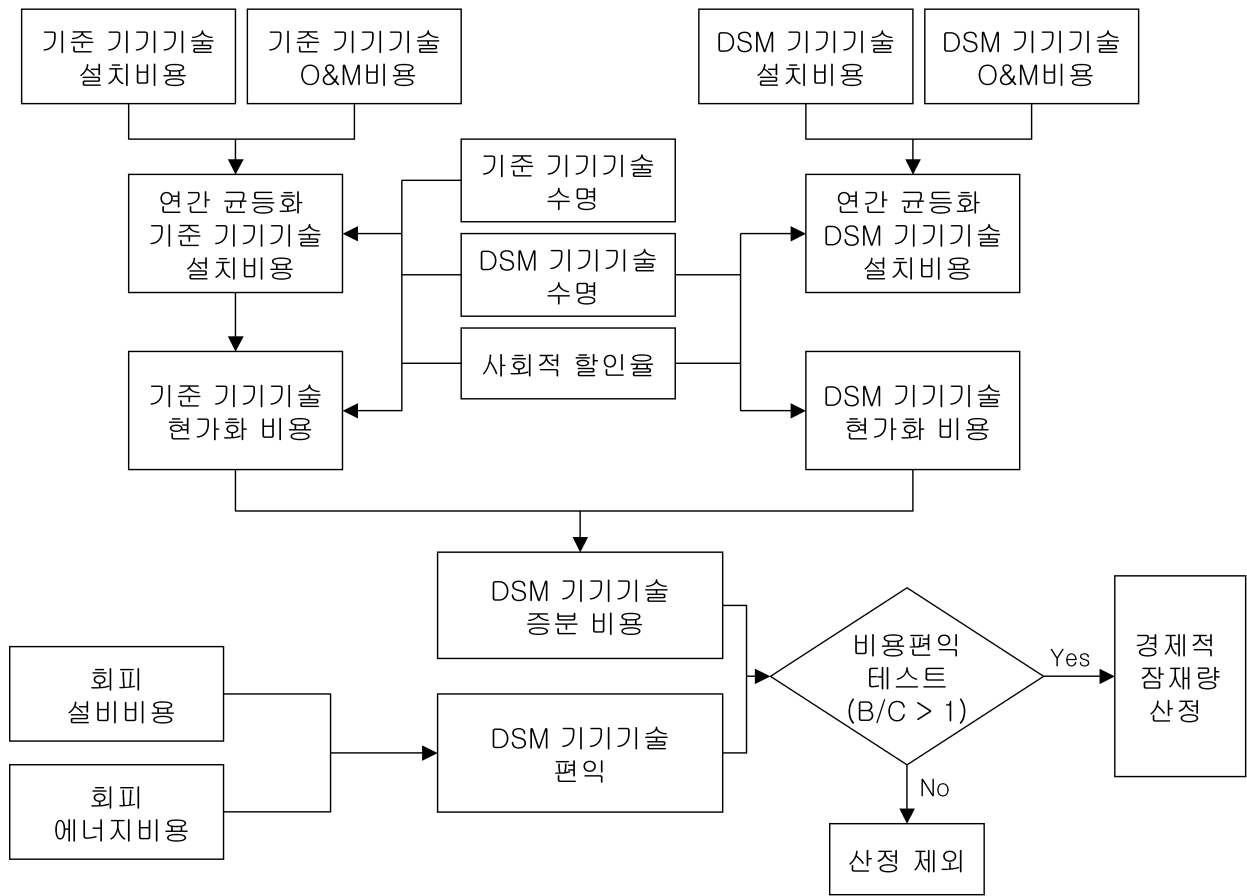 기준 기기기술
설치비용
기준 기기기술
O&M비용
DSM 기기기술
설치비용
DSM 기기기술
O&M비용
연간 균등화
기준 기기기술
설치비용
기준 기기기술
수명
DSM 기기기술
수명
사회적 할인율
연간 균등화
DSM 기기기술
설치비용
기준 기기기술
현가화 비용
DSM 기기기술
현가화 비용
DSM 기기기술
증분 비용
회피
설비비용
회피
에너지비용
DSM 기기기술
편익
비용편익
테스트
(B/C > 1)
Yes
No
경제적
잠재량
산정
산정 제외